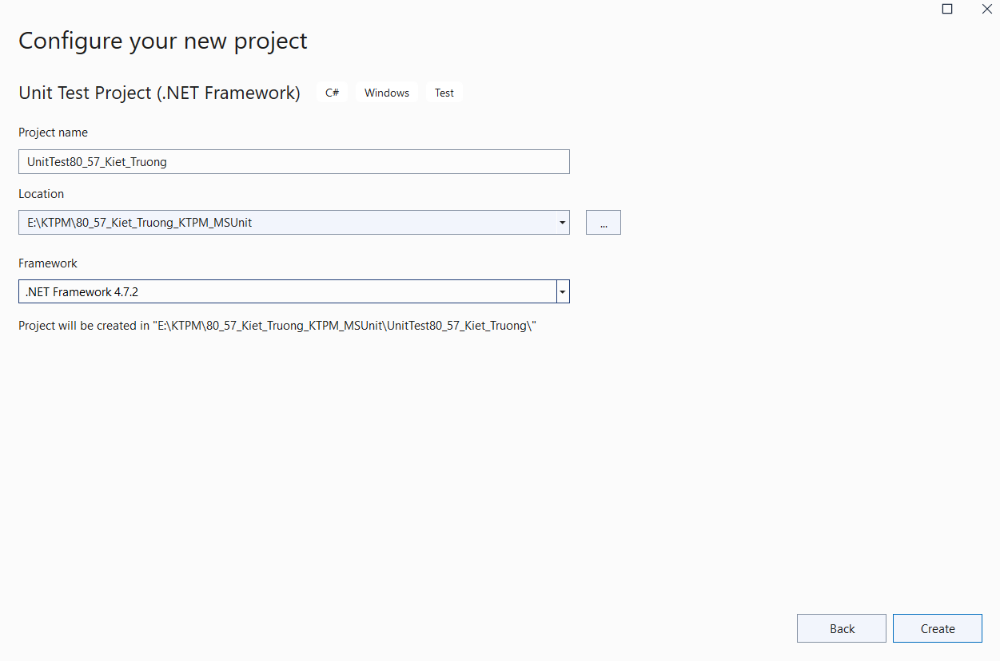 Configure your new project
Unit Test Project (.NET Framework) C# Windows Test
Project name
UnitTest80_57_Kiet_Truong
Location
E:\KTPM\80_57_Kiet_Truong_KTPM_MSUnit
...
Framework
.NET Framework 4.7.2
Project will be created in "E:\KTPM\80_57_Kiet_Truong_KTPM_MSUnit\UnitTest80_57_Kiet_Truong\"
Back Create